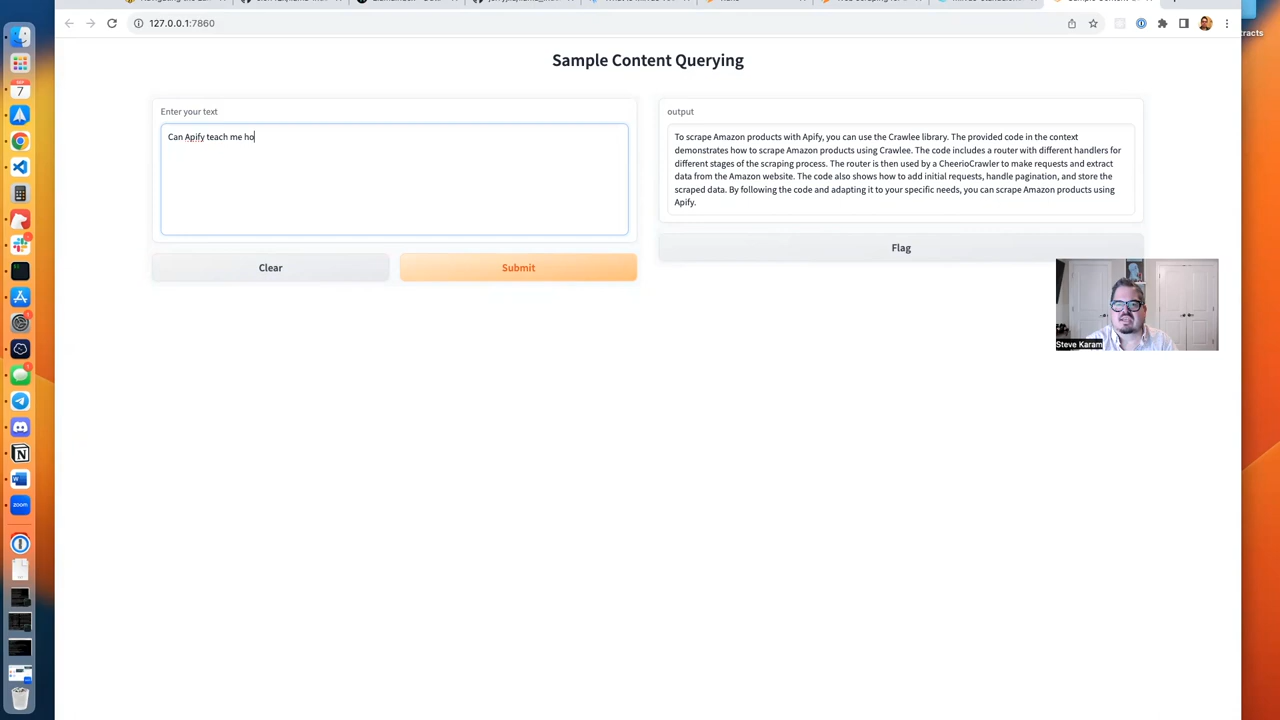 127.0.0.1:7860
Sample Content Querying
Enter your text
Can Apify teach me ho
Clear
Submit
output
To scrape Amazon products with Apify, you can use the Crawlee library. The provided code in the context
demonstrates how to scrape Amazon products using Crawlee. The code includes a router with different handlers for
different stages of the scraping process. The router is then used by a CheerioCrawler to make requests and extract
data from the Amazon website. The code also shows how to add initial requests, handle pagination, and store the
scraped data. By following the code and adapting it to your specific needs, you can scrape Amazon products using
Apify.
Flag
Steve Karam
7
zoom